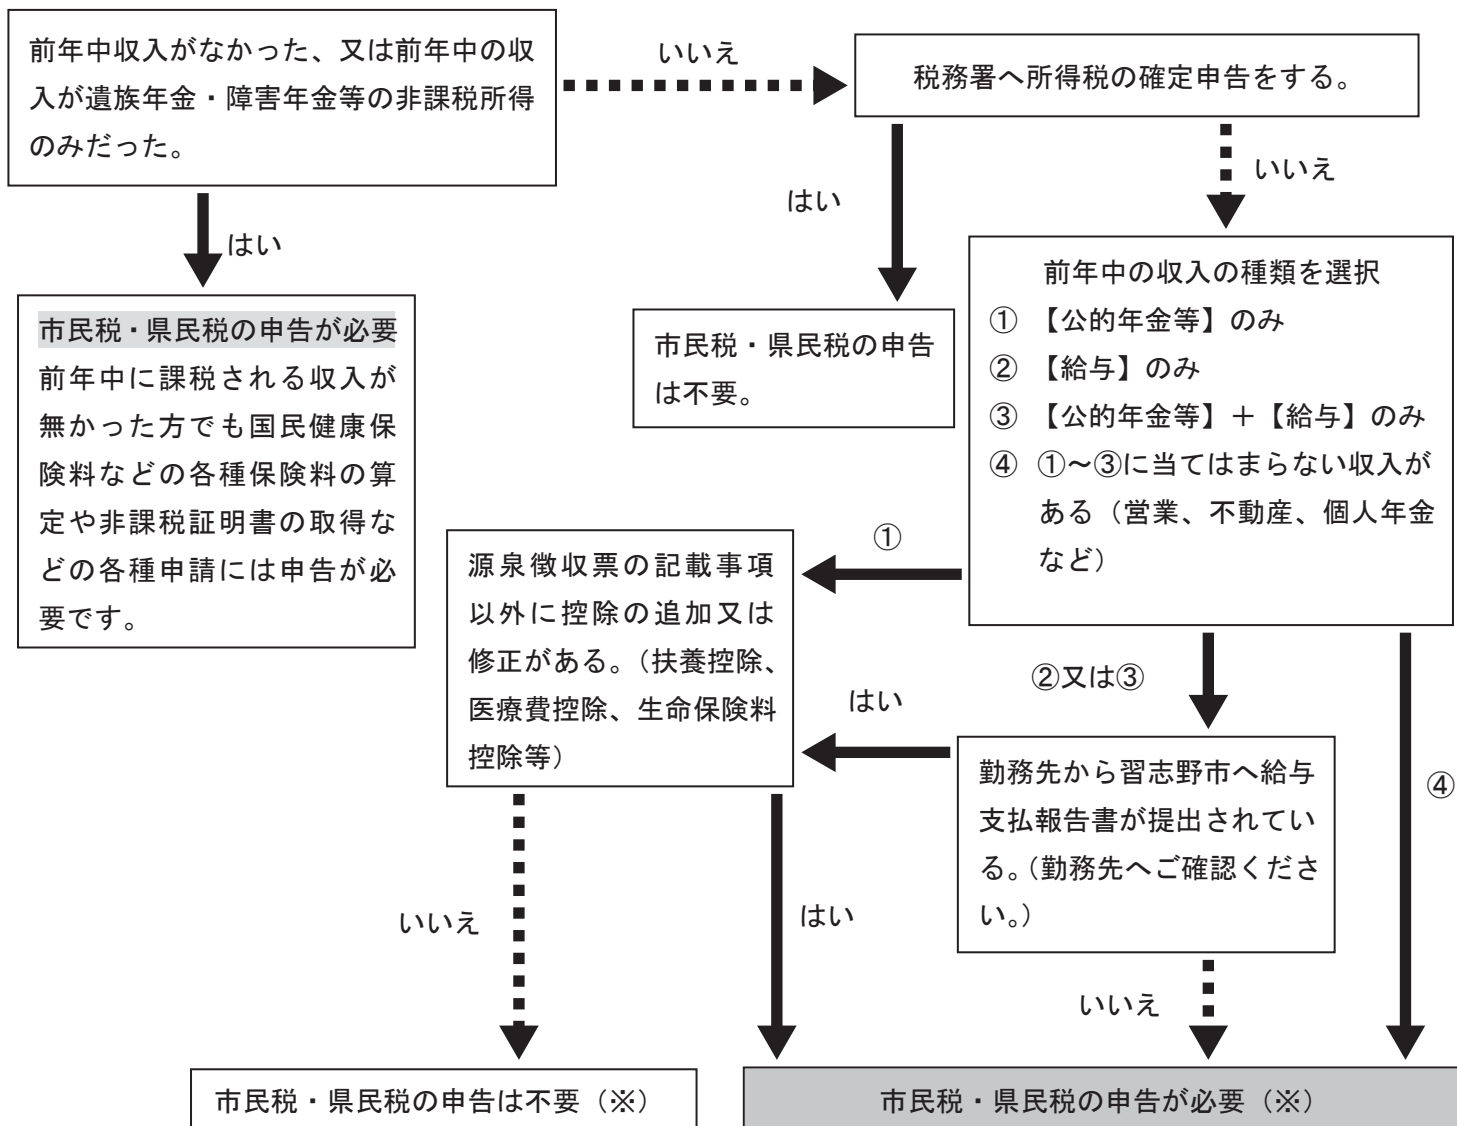 前年中収入がなかった、又は前年中の収
入が遺族年金・障害年金等の非課税所得
のみだった。
いいえ
税務署へ所得税の確定申告をする。
はい
はい
いいえ
市民税・県民税の申告が必要
前年中に課税される収入が
無かった方でも国民健康保
険料などの各種保険料の算
定や非課税証明書の取得な
どの各種申請には申告が必
要です。
市民税・県民税の申告
は不要。
前年中の収入の種類を選択
① 【公的年金等】のみ
② 【給与】のみ
③ 【公的年金等】＋【給与】のみ
④ ①～③に当てはまらない収入が
ある（営業、不動産、個人年金
など）
①
源泉徴収票の記載事項
以外に控除の追加又は
修正がある。（扶養控除、
医療費控除、生命保険料
控除等）
②又は③
はい
④
勤務先から習志野市へ給与
支払報告書が提出されてい
る。（勤務先へご確認くださ
い。）
いいえ
はい
いいえ
市民税・県民税の申告は不要（※）
市民税・県民税の申告が必要（※）